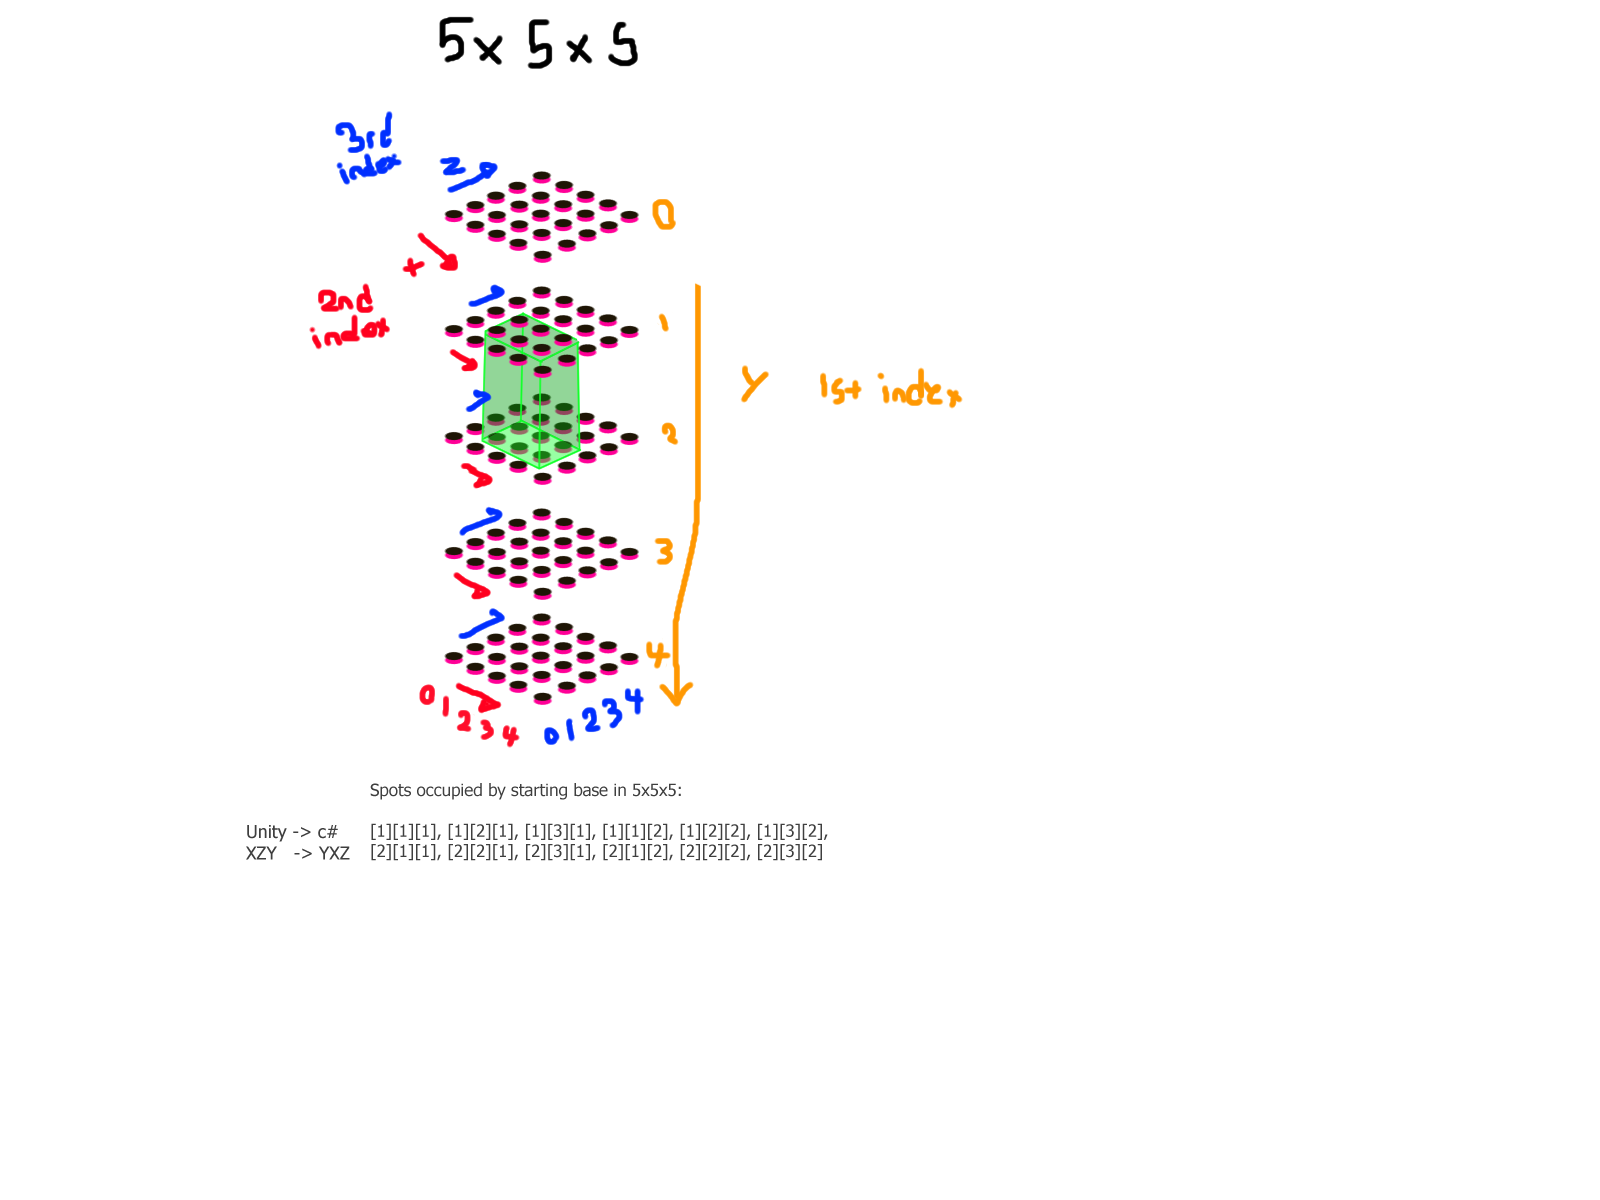 5x5x5
3rd
index
z
0
x
2nd
index
1
y 1st index
2
3
4
0 1 2 3 4
0 1 2 3 4
Spots occupied by starting base in 5x5x5:
Unity -> c# [1][1][1], [1][2][1], [1][3][1], [1][1][2], [1][2][2], [1][3][2],
XZY -> YXZ [2][1][1], [2][2][1], [2][3][1], [2][1][2], [2][2][2], [2][3][2]